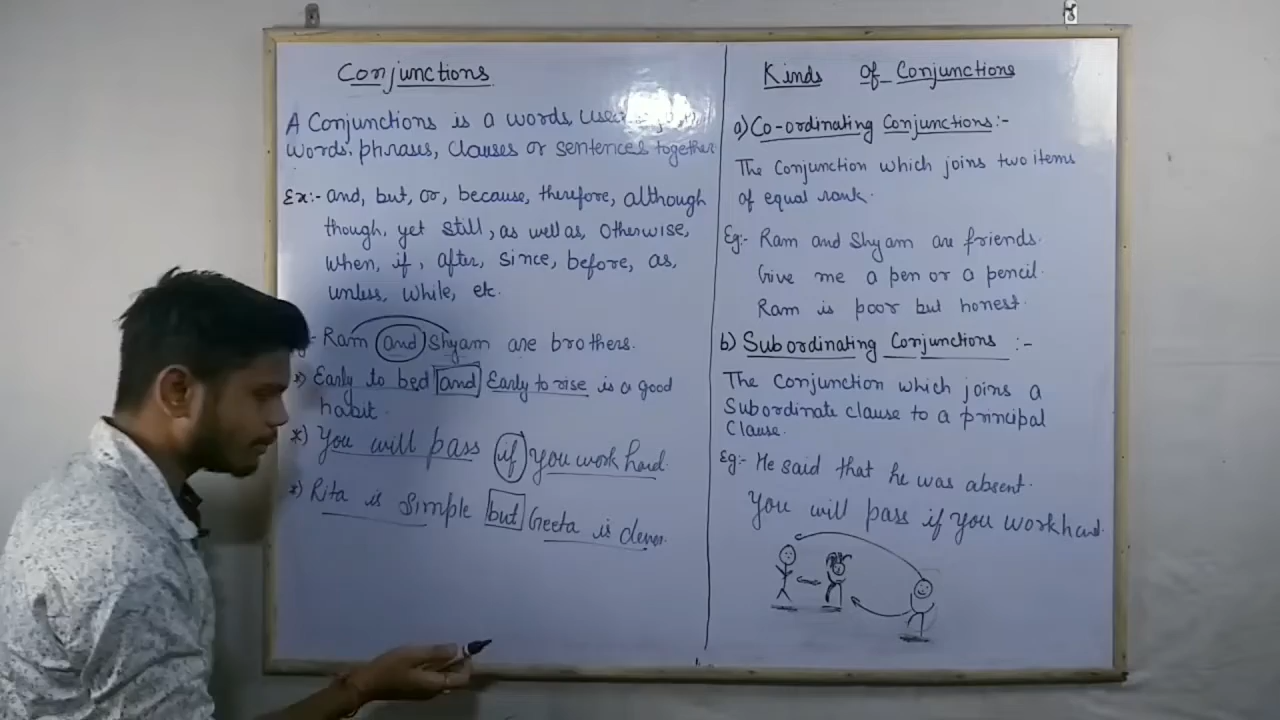 Conjunctions
A Conjunctions is a words, used
words. phrases, Clauses or sentences together
Ex:- and, but, or, because, therefore, although
though, yet still, as well as, otherwise,
when, if, after, since, before, as,
unless, while, etc.
:- Ram and Shyam are brothers.
*) Early to bed and Early to rise is a good
habit.
*) You will pass if you work hard.
*) Rita is simple but Geeta is clever.
Kinds of Conjunctions
a) Co-ordinating Conjunctions:-
The Conjunction which joins two items
of equal rank.
Eg:- Ram and Shyam are friends.
Give me a pen or a pencil.
Ram is poor but honest.
b) Subordinating Conjunctions :-
The Conjunction which joins a
Subordinate clause to a principal
Clause.
Eg:- He said that he was absent.
You will pass if you work hard.